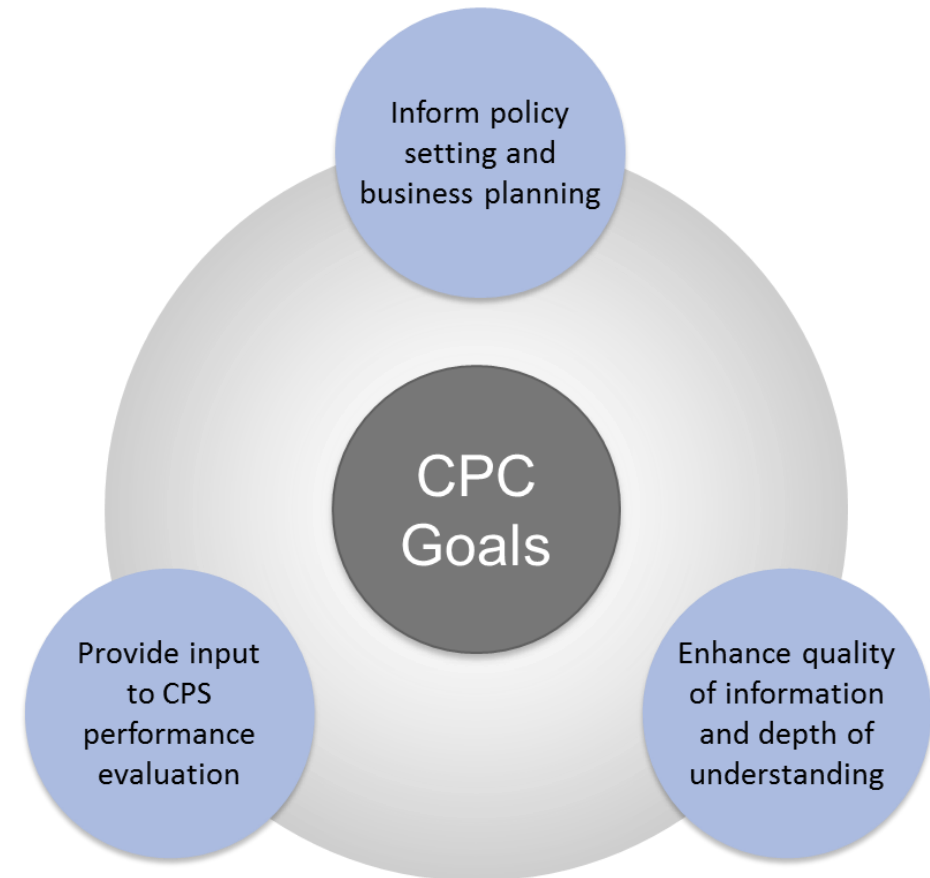 Inform policy
setting and
business planning
CPC
Goals
Provide input
to CPS
performance
evaluation
Enhance quality
of information
and depth of
understanding